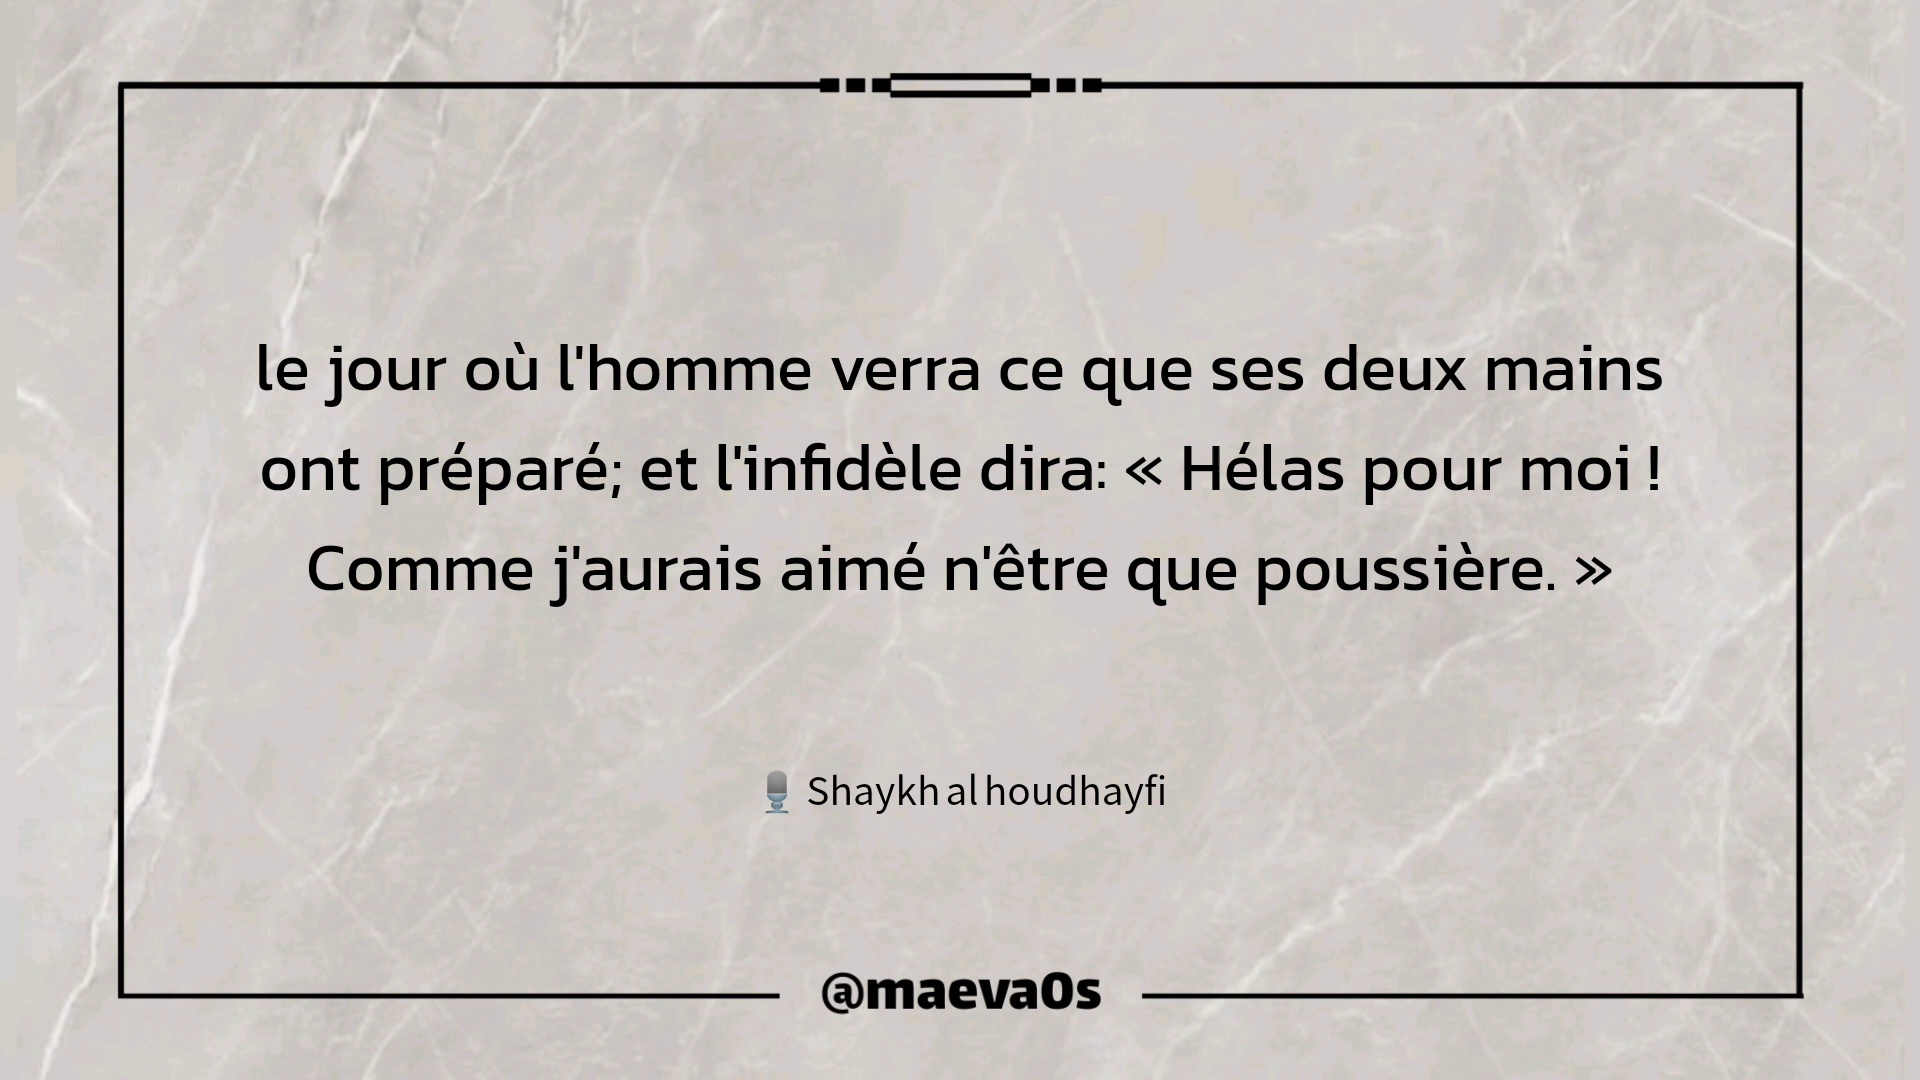 le jour où l'homme verra ce que ses deux mains
ont préparé; et l'infidèle dira: « Hélas pour moi !
Comme j'aurais aimé n'être que poussière. »
🎙️ Shaykh al houdhayfi
@maeva0s